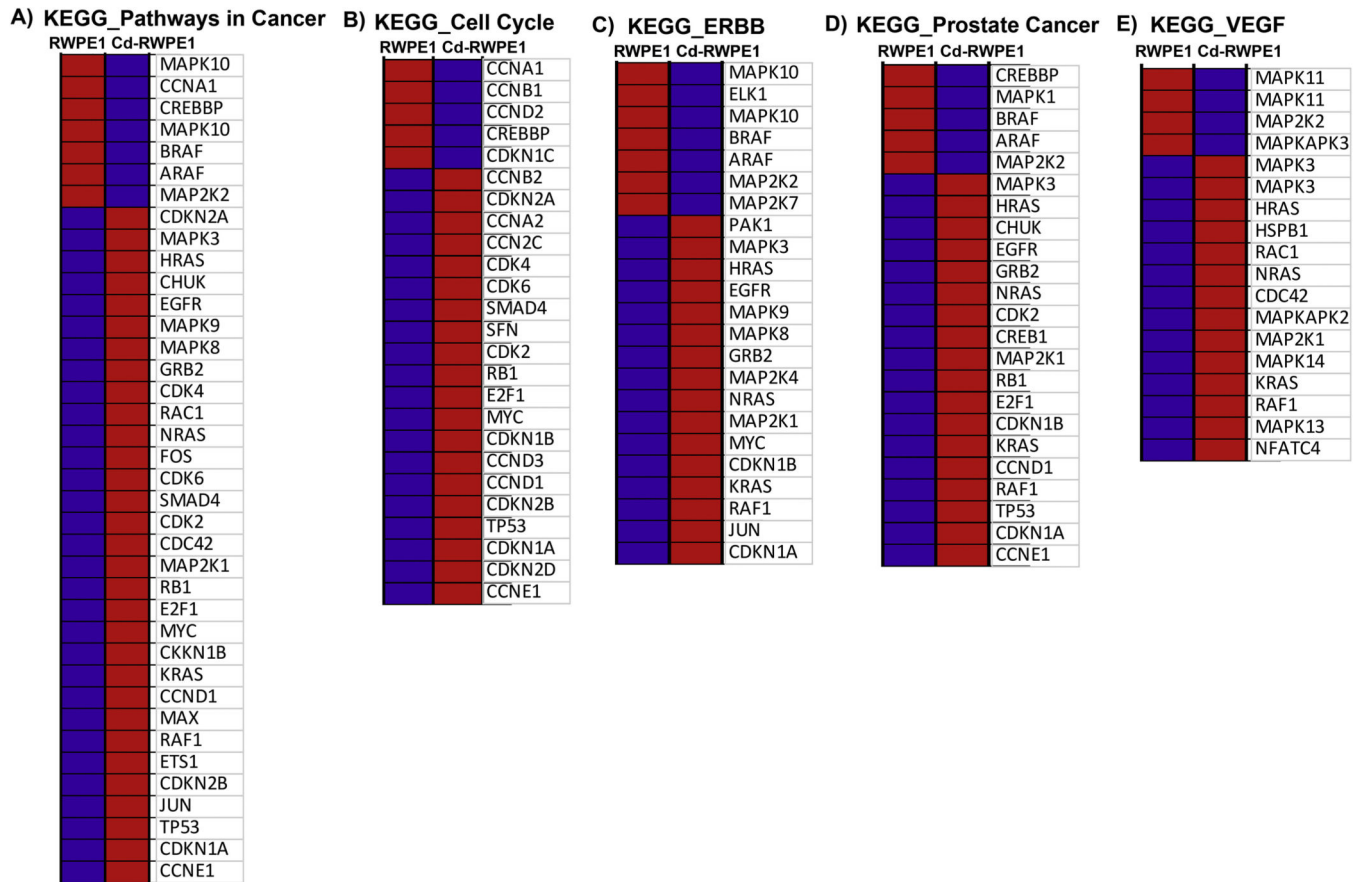 A) KEGG_Pathways in Cancer
RWPE1 Cd-RWPE1
MAPK10
CCNA1
CREBBP
MAPK10
BRAF
ARAF
MAP2K2
CDKN2A
MAPK3
HRAS
CHUK
EGFR
MAPK9
MAPK8
GRB2
CDK4
RAC1
NRAS
FOS
CDK6
SMAD4
CDK2
CDC42
MAP2K1
RB1
E2F1
MYC
CKKN1B
KRAS
CCND1
MAX
RAF1
ETS1
CDKN2B
JUN
TP53
CDKN1A
CCNE1
B) KEGG_Cell Cycle
RWPE1 Cd-RWPE1
CCNA1
CCNB1
CCND2
CREBBP
CDKN1C
CCNB2
CDKN2A
CCNA2
CCN2C
CDK4
CDK6
SMAD4
SFN
CDK2
RB1
E2F1
MYC
CDKN1B
CCND3
CCND1
CDKN2B
TP53
CDKN1A
CDKN2D
CCNE1
C) KEGG_ERBB
RWPE1 Cd-RWPE1
MAPK10
ELK1
MAPK10
BRAF
ARAF
MAP2K2
MAP2K7
PAK1
MAPK3
HRAS
EGFR
MAPK9
MAPK8
GRB2
MAP2K4
NRAS
MAP2K1
MYC
CDKN1B
KRAS
RAF1
JUN
CDKN1A
D) KEGG_Prostate Cancer
RWPE1 Cd-RWPE1
CREBBP
MAPK1
BRAF
ARAF
MAP2K2
MAPK3
HRAS
CHUK
EGFR
GRB2
NRAS
CDK2
CREB1
MAP2K1
RB1
E2F1
CDKN1B
KRAS
CCND1
RAF1
TP53
CDKN1A
CCNE1
E) KEGG_VEGF
RWPE1 Cd-RWPE1
MAPK11
MAPK11
MAP2K2
MAPKAPK3
MAPK3
MAPK3
HRAS
HSPB1
RAC1
NRAS
CDC42
MAPKAPK2
MAP2K1
MAPK14
KRAS
RAF1
MAPK13
NFATC4